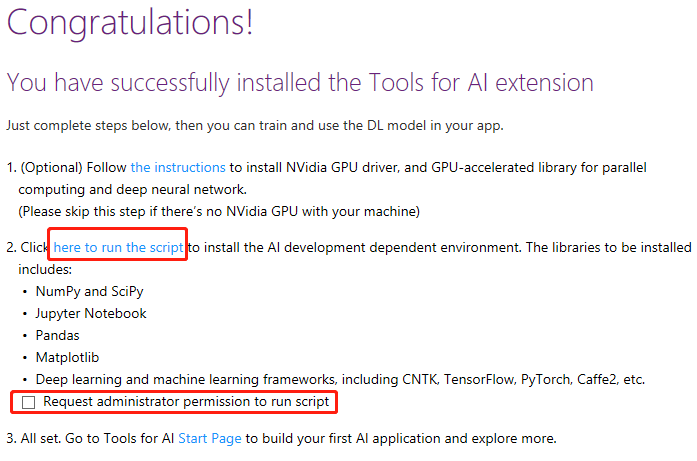 Congratulations!
You have successfully installed the Tools for AI extension
Just complete steps below, then you can train and use the DL model in your app.
1. (Optional) Follow the instructions to install NVidia GPU driver, and GPU-accelerated library for parallel
computing and deep neural network.
(Please skip this step if there's no NVidia GPU with your machine)
2. Click here to run the script to install the AI development dependent environment. The libraries to be installed
includes:
• NumPy and SciPy
• Jupyter Notebook
• Pandas
• Matplotlib
• Deep learning and machine learning frameworks, including CNTK, TensorFlow, PyTorch, Caffe2, etc.
Request administrator permission to run script
3. All set. Go to Tools for AI Start Page to build your first AI application and explore more.